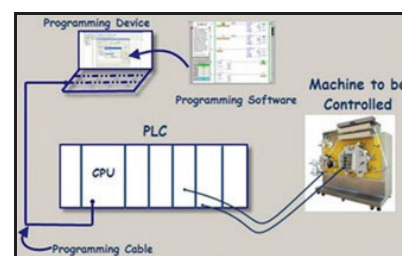 Programming Device
Programming Software
Machine to be
Controlled
PLC
CPU
Programming Cable